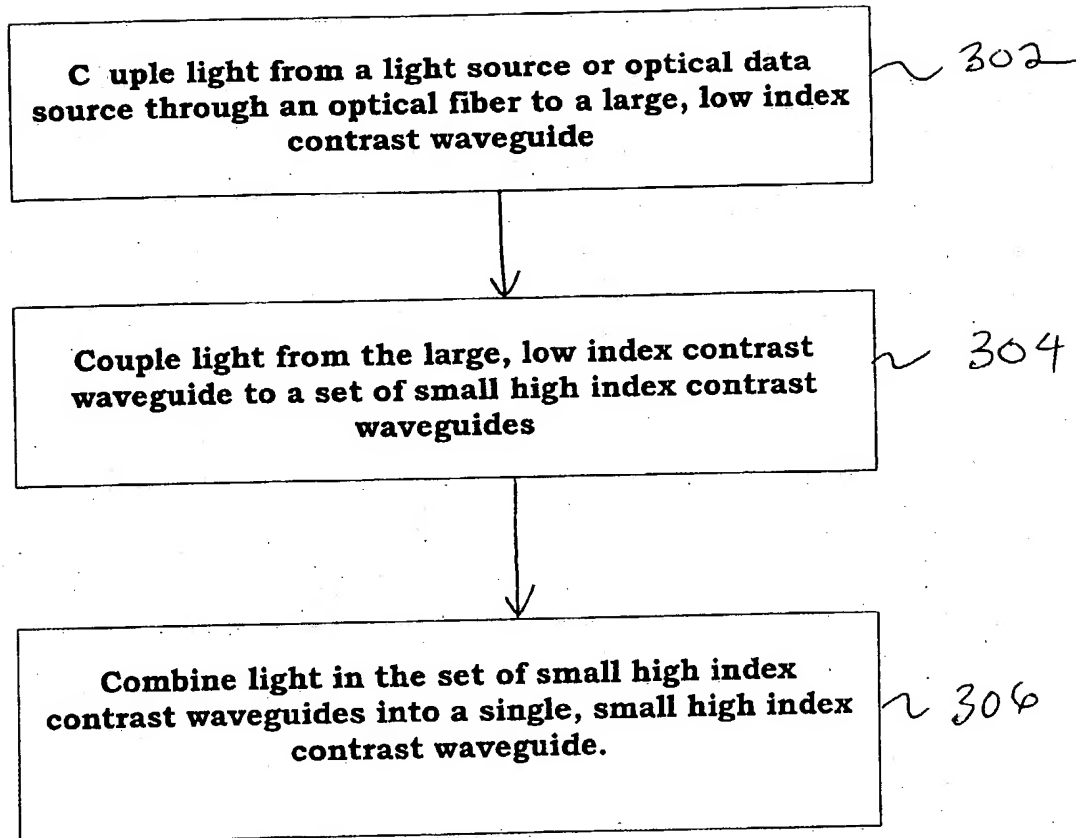 C uple light from a light source or optical data
source through an optical fiber to a large, low index
contrast waveguide
302
Couple light from the large, low index contrast
waveguide to a set of small high index contrast
waveguides
304
Combine light in the set of small high index
contrast waveguides into a single, small high index
contrast waveguide.
306